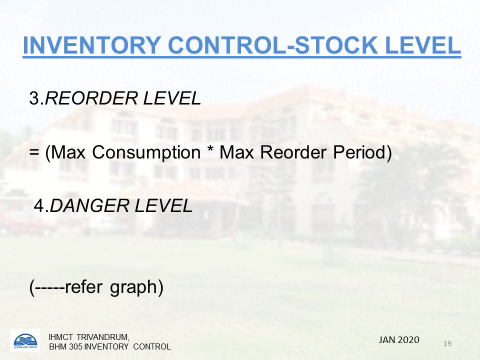 INVENTORY CONTROL-STOCK LEVEL
3.REORDER LEVEL
= (Max Consumption * Max Reorder Period)
4.DANGER LEVEL
(-----refer graph)
IHMCT TRIVANDRUM,
BHM 305 INVENTORY CONTROL
JAN 2020
19